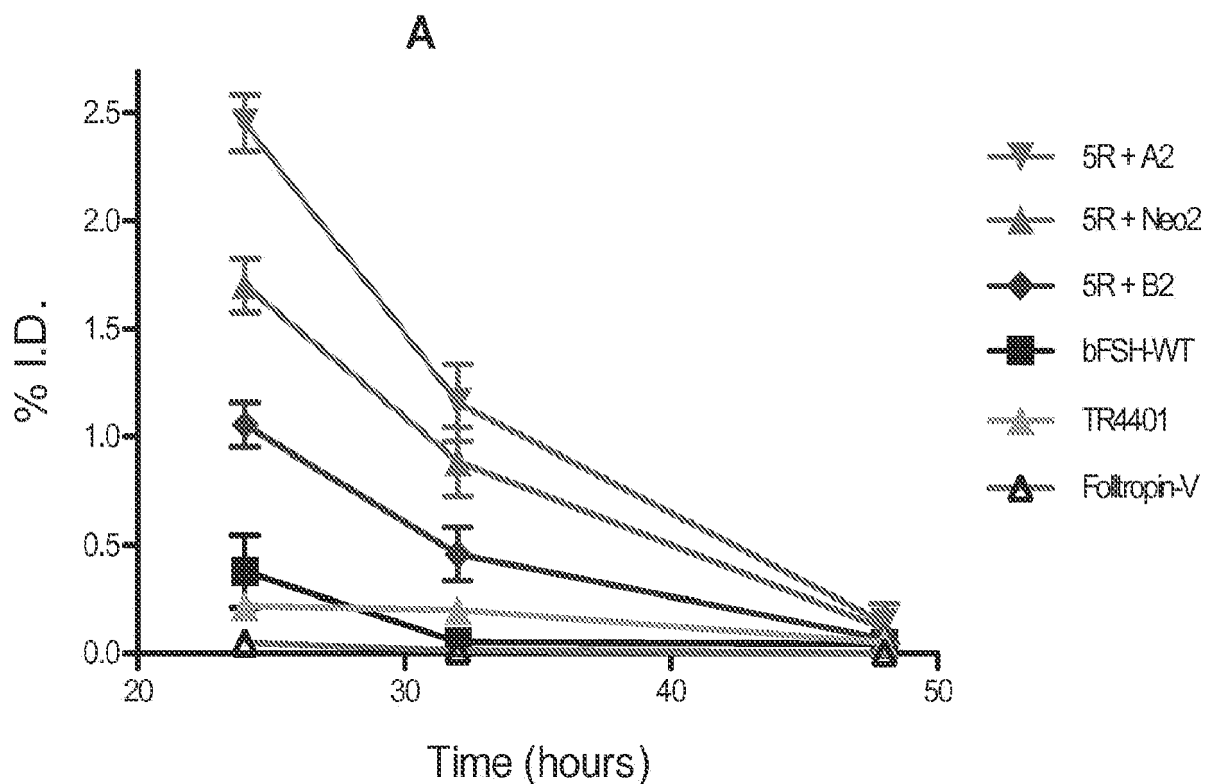 A
2.5
2.0
1.5
1.0
0.5
0.0
% I.D.
20
30
40
50
Time (hours)
5R + A2
5R + Neo2
5R + B2
bFSH-WT
TR4401
Folltropin-V